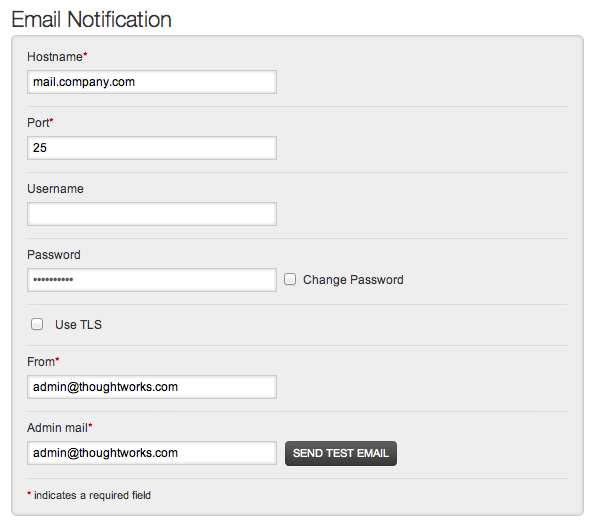 Email Notification
Hostname*
mail.company.com
Port*
25
Username
Password
•••••••••• Change Password
Use TLS
From*
admin@thoughtworks.com
Admin mail*
admin@thoughtworks.com SEND TEST EMAIL
* indicates a required field